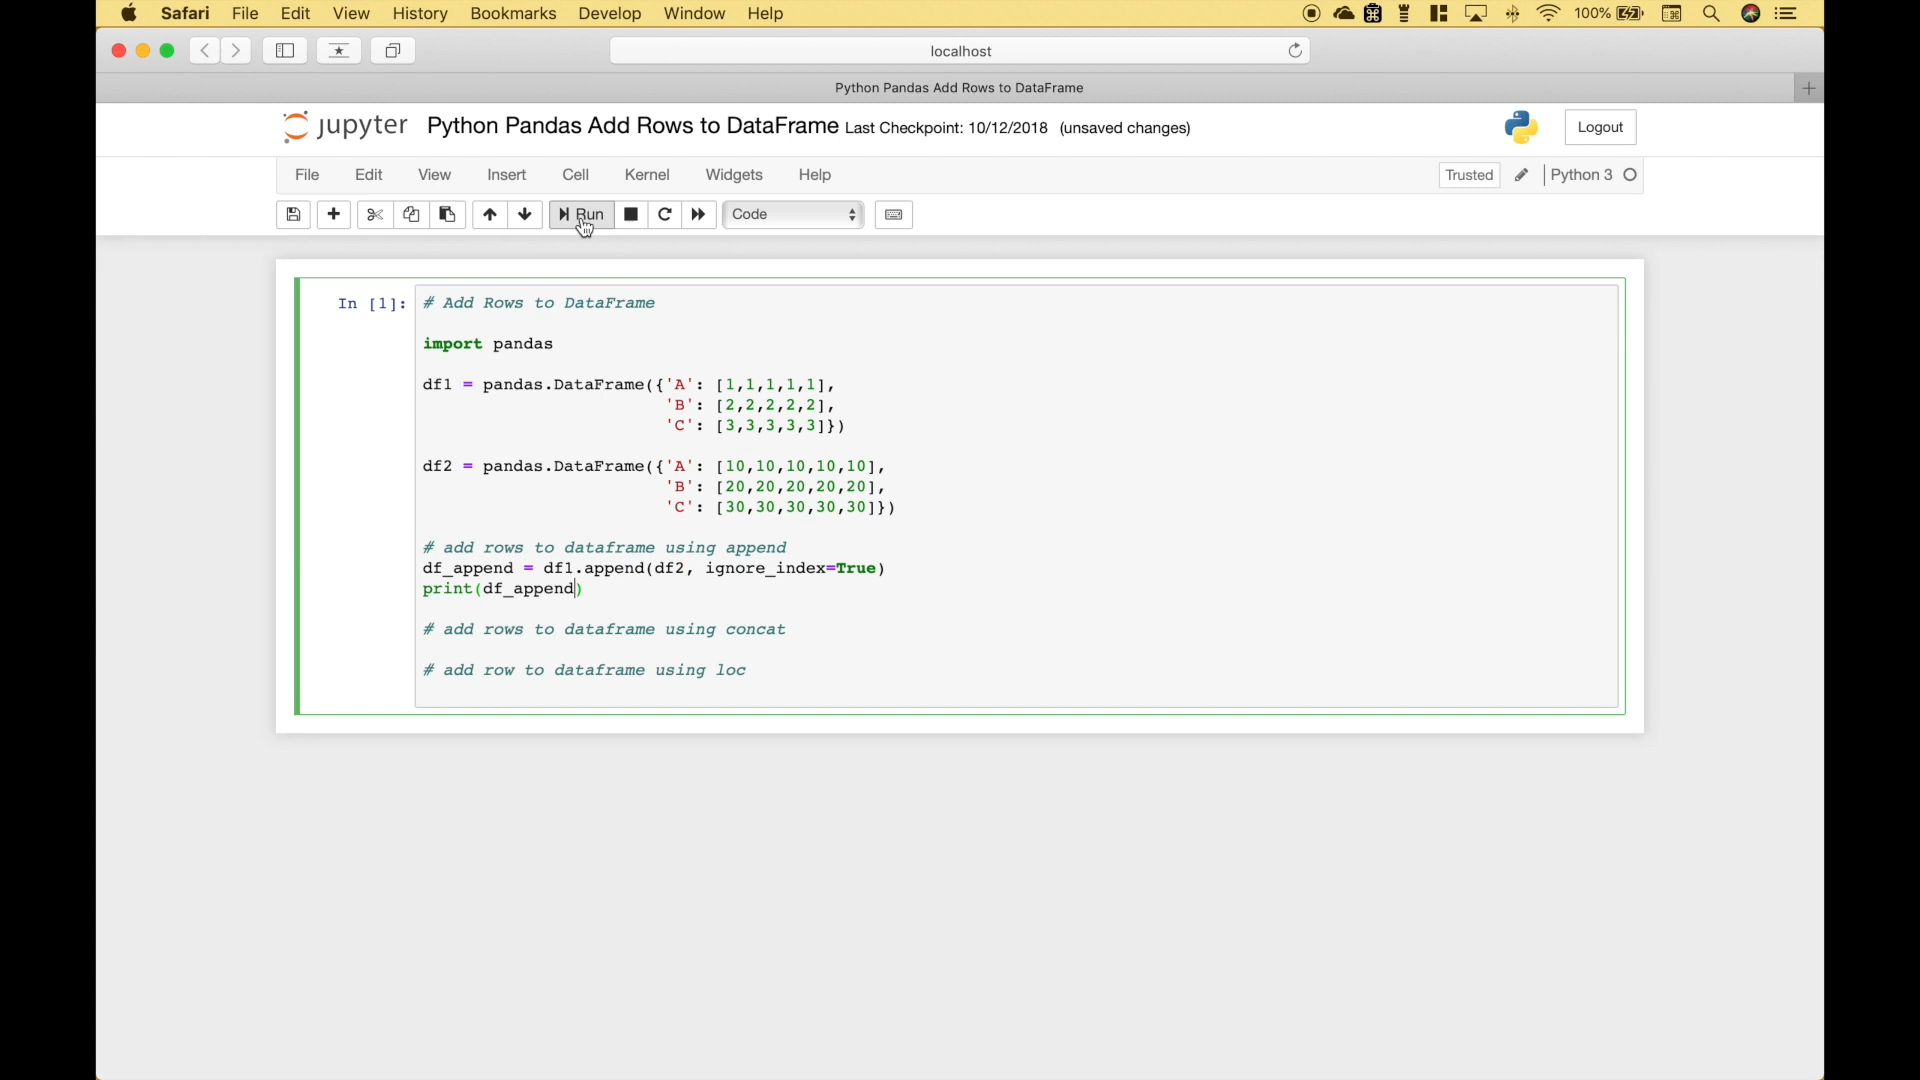 Safari File Edit View History Bookmarks Develop Window Help 100%
localhost
Python Pandas Add Rows to DataFrame
jupyter Python Pandas Add Rows to DataFrame Last Checkpoint: 10/12/2018 (unsaved changes) Logout
File Edit View Insert Cell Kernel Widgets Help Trusted Python 3
Run Code
In [1]: # Add Rows to DataFrame
import pandas
df1 = pandas.DataFrame({'A': [1,1,1,1,1],
'B': [2,2,2,2,2],
'C': [3,3,3,3,3]})
df2 = pandas.DataFrame({'A': [10,10,10,10,10],
'B': [20,20,20,20,20],
'C': [30,30,30,30,30]})
# add rows to dataframe using append
df_append = df1.append(df2, ignore_index=True)
print(df_append)
# add rows to dataframe using concat
# add row to dataframe using loc